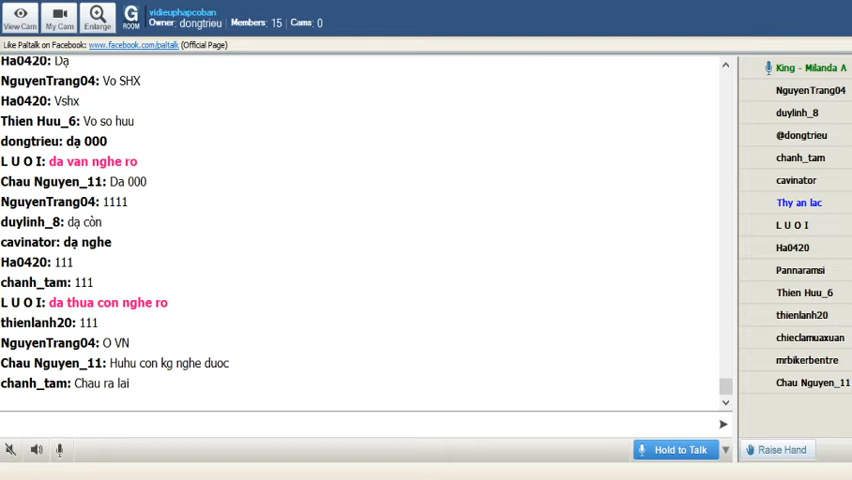 vidieuphapcoban
Owner: dongtrieu Members: 15 Cams: 0
View Cam My Cam Enlarge G ROOM
Like Paltalk on Facebook: www.facebook.com/paltalk (Official Page)
Ha0420: Dạ
NguyenTrang04: Vo SHX
Ha0420: Vshx
Thien Huu_6: Vo so huu
dongtrieu: dạ 000
L U O I: da van nghe ro
Chau Nguyen_11: Da 000
NguyenTrang04: 1111
duylinh_8: dạ còn
cavinator: dạ nghe
Ha0420: 111
chanh_tam: 111
L U O I: da thua con nghe ro
thienlanh20: 111
NguyenTrang04: O VN
Chau Nguyen_11: Huhu con kg nghe duoc
chanh_tam: Chau ra lai
King - Milanda A
NguyenTrang04
duylinh_8
@dongtrieu
chanh_tam
cavinator
Thy an lac
L U O I
Ha0420
Pannaramsi
Thien Huu_6
thienlanh20
chieclamuaxuan
mrbikerbentre
Chau Nguyen_11
Hold to Talk
Raise Hand